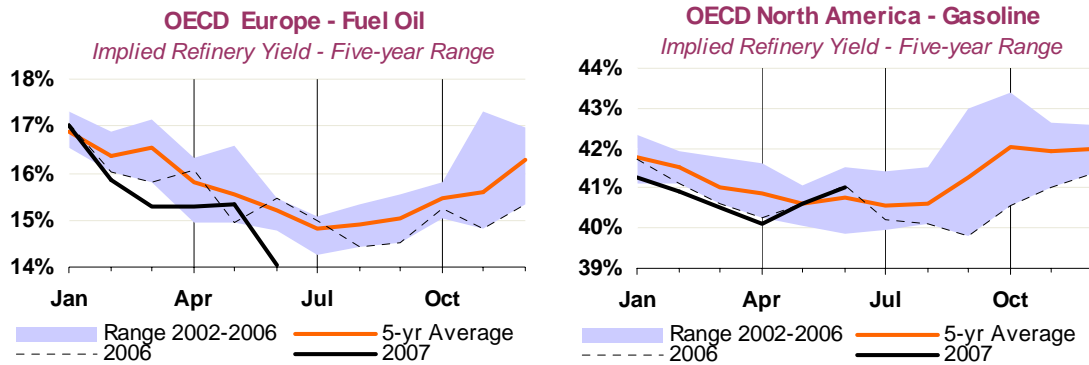 OECD Europe - Fuel Oil
Implied Refinery Yield - Five-year Range
18%
17%
16%
15%
14%
Jan Apr Jul Oct
Range 2002-2006 5-yr Average
2006 2007
OECD North America - Gasoline
Implied Refinery Yield - Five-year Range
44%
43%
42%
41%
40%
39%
Jan Apr Jul Oct
Range 2002-2006 5-yr Average
2006 2007